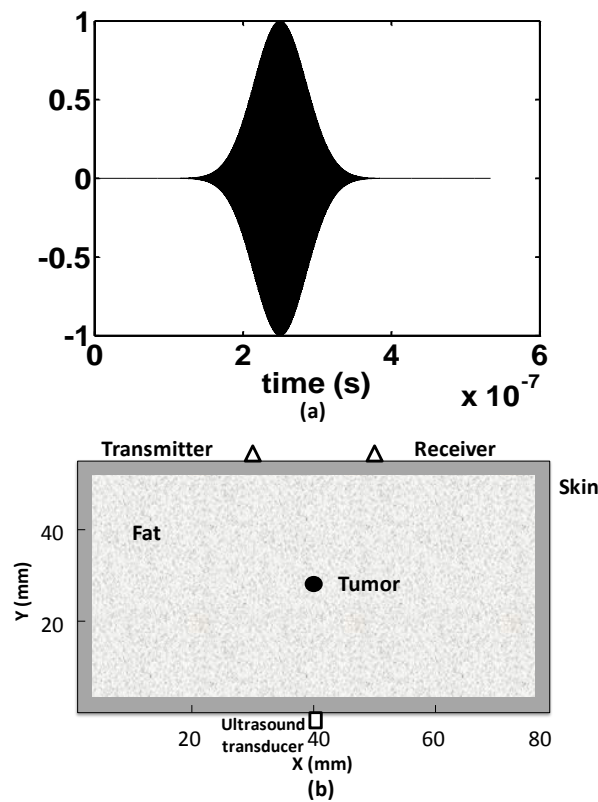 1
0.5
0
-0.5
-1
0 2 4 6
time (s) x 10^-7
(a)
Transmitter Receiver
Skin
40 Fat
Tumor
Y (mm)
20
Ultrasound transducer
20 40 60 80
X (mm)
(b)